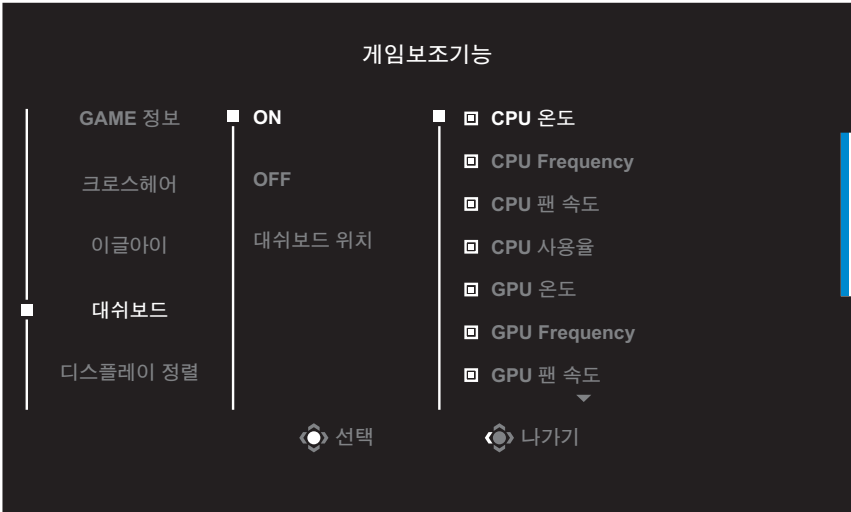 게임보조기능
GAME 정보
크로스헤어
이글아이
대쉬보드
디스플레이 정렬
ON
OFF
대쉬보드 위치
CPU 온도
CPU Frequency
CPU 팬 속도
CPU 사용율
GPU 온도
GPU Frequency
GPU 팬 속도
선택
나가기